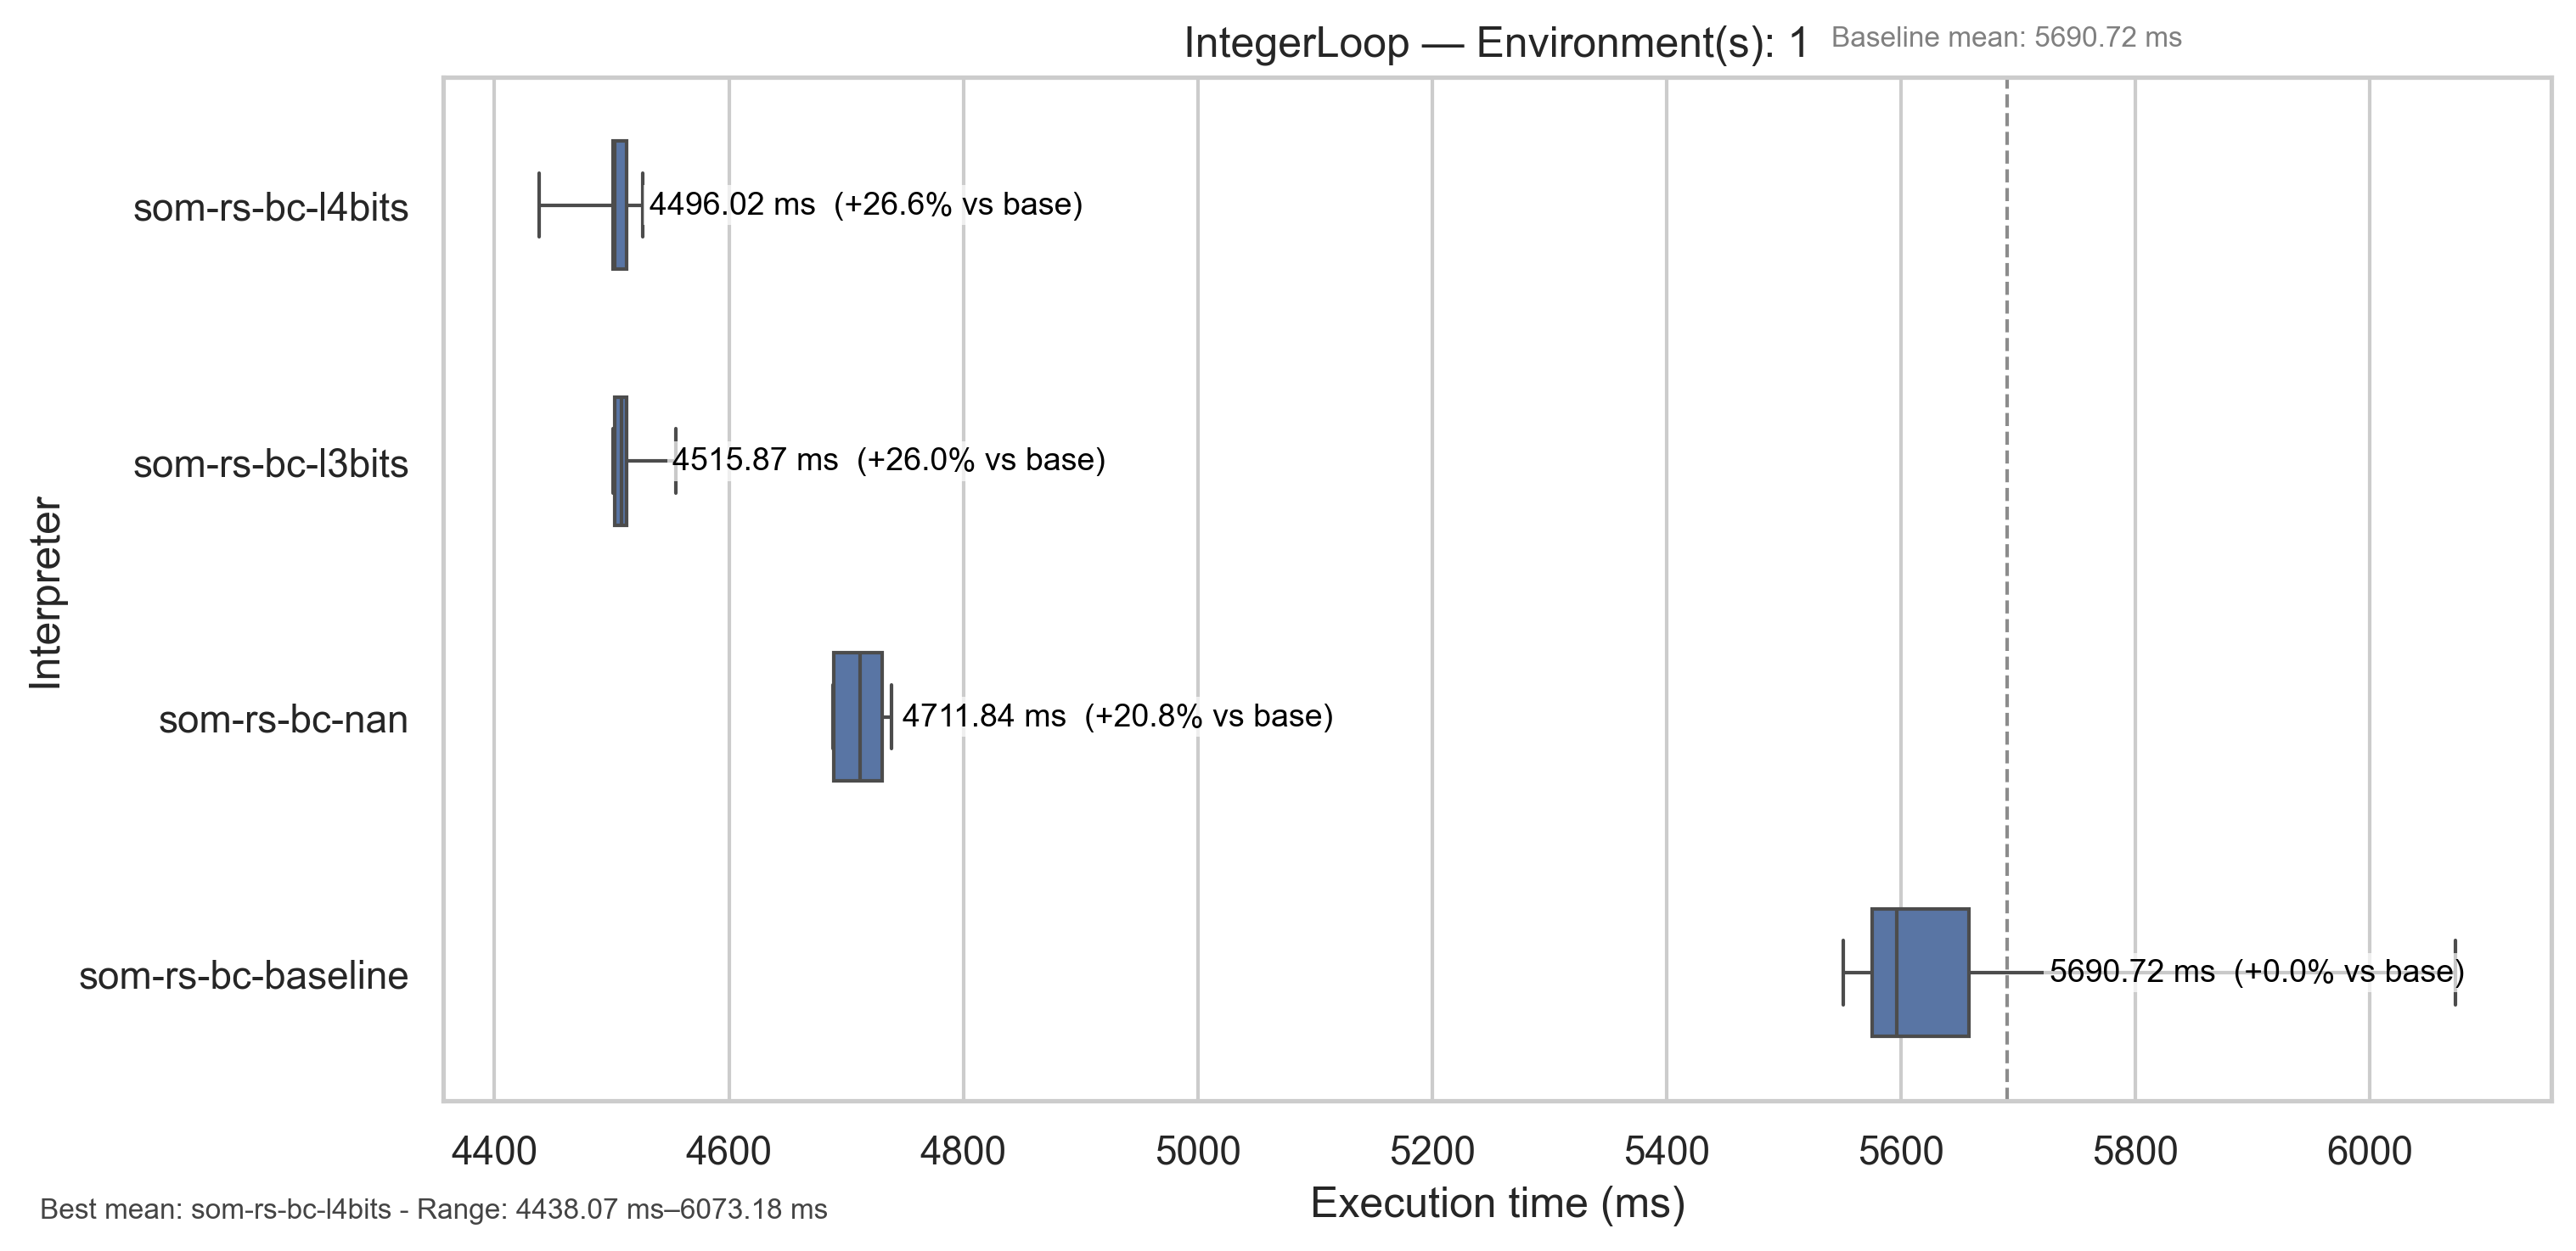 IntegerLoop — Environment(s): 1
Baseline mean: 5690.72 ms
som-rs-bc-l4bits
4496.02 ms (+26.6% vs base)
som-rs-bc-l3bits
4515.87 ms (+26.0% vs base)
Interpreter
som-rs-bc-nan
4711.84 ms (+20.8% vs base)
som-rs-bc-baseline
5690.72 ms (+0.0% vs base)
4400 4600 4800 5000 5200 5400 5600 5800 6000
Execution time (ms)
Best mean: som-rs-bc-l4bits - Range: 4438.07 ms–6073.18 ms